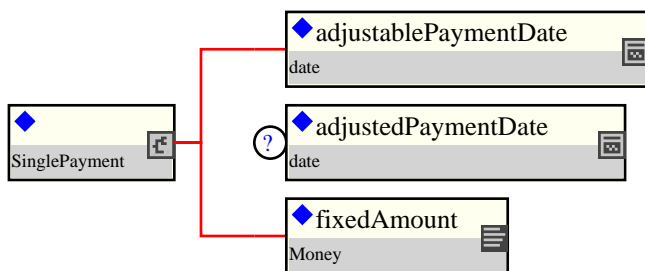 adjustablePaymentDate
date
SinglePayment
?
adjustedPaymentDate
date
fixedAmount
Money